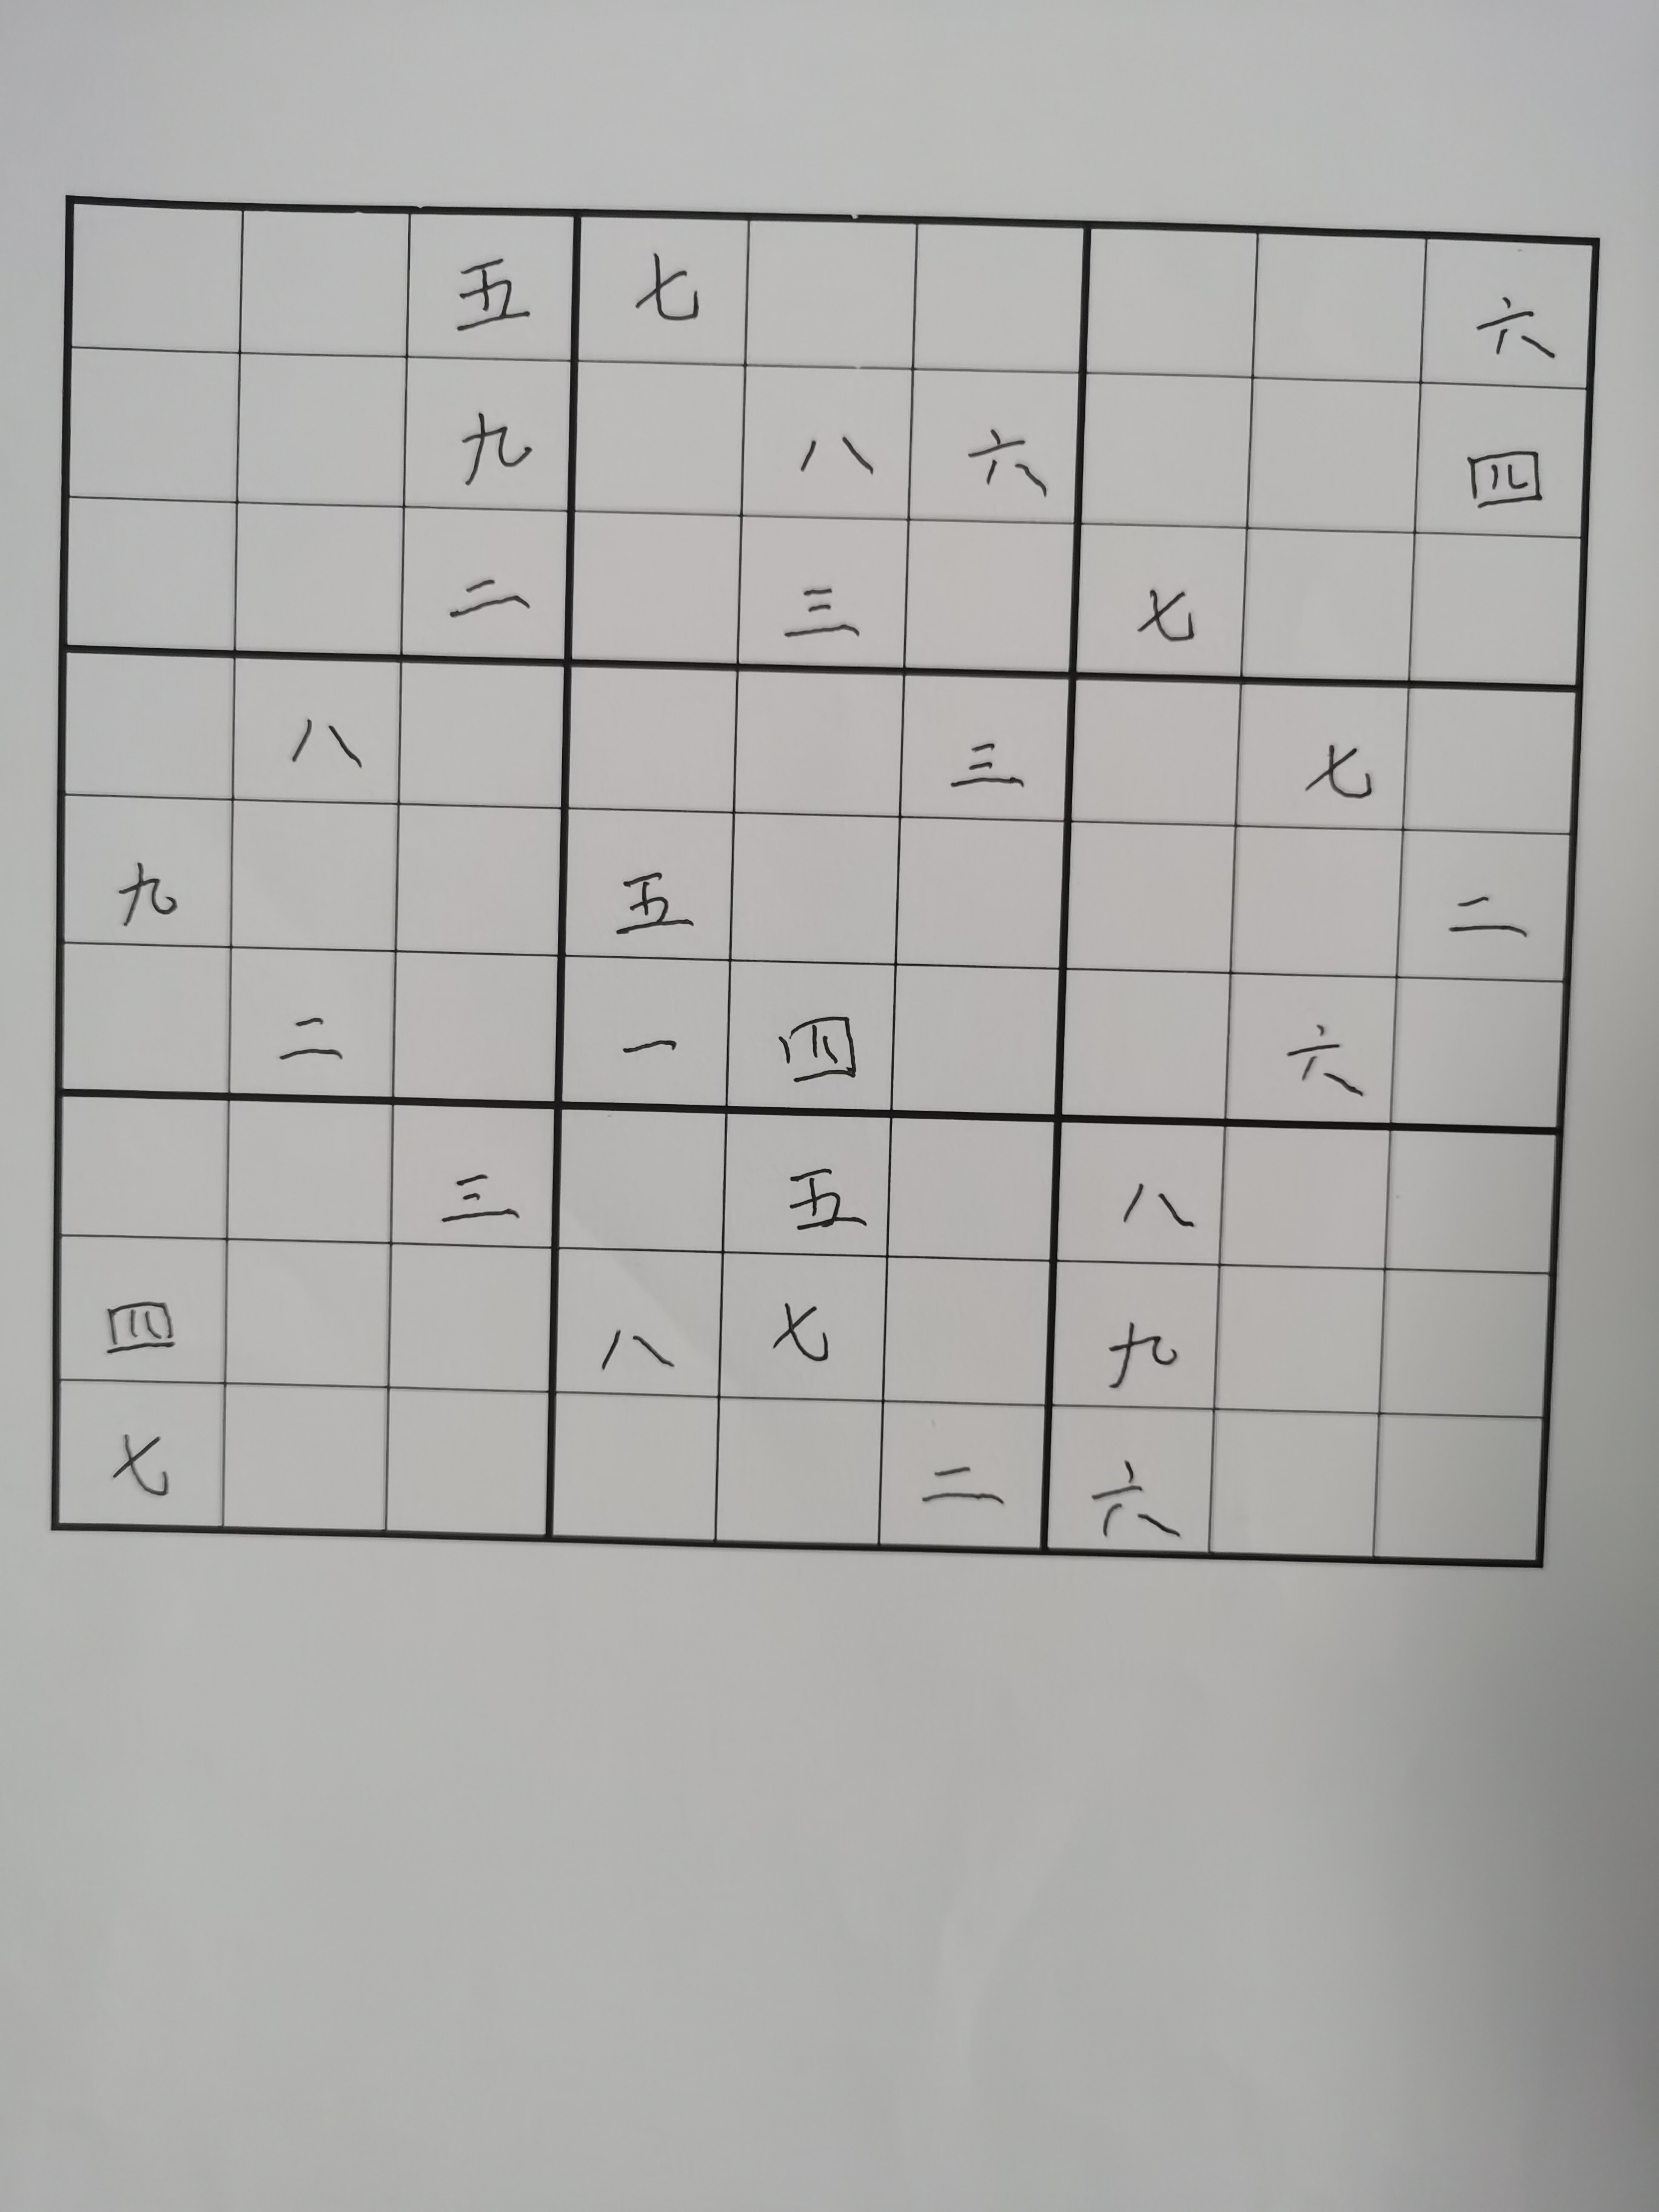 五 七 六
九 八 六 四
二 三 七
八 三 七
九 五 二
二 一 四 六
三 五 八
四 八 七 九
七 二 六